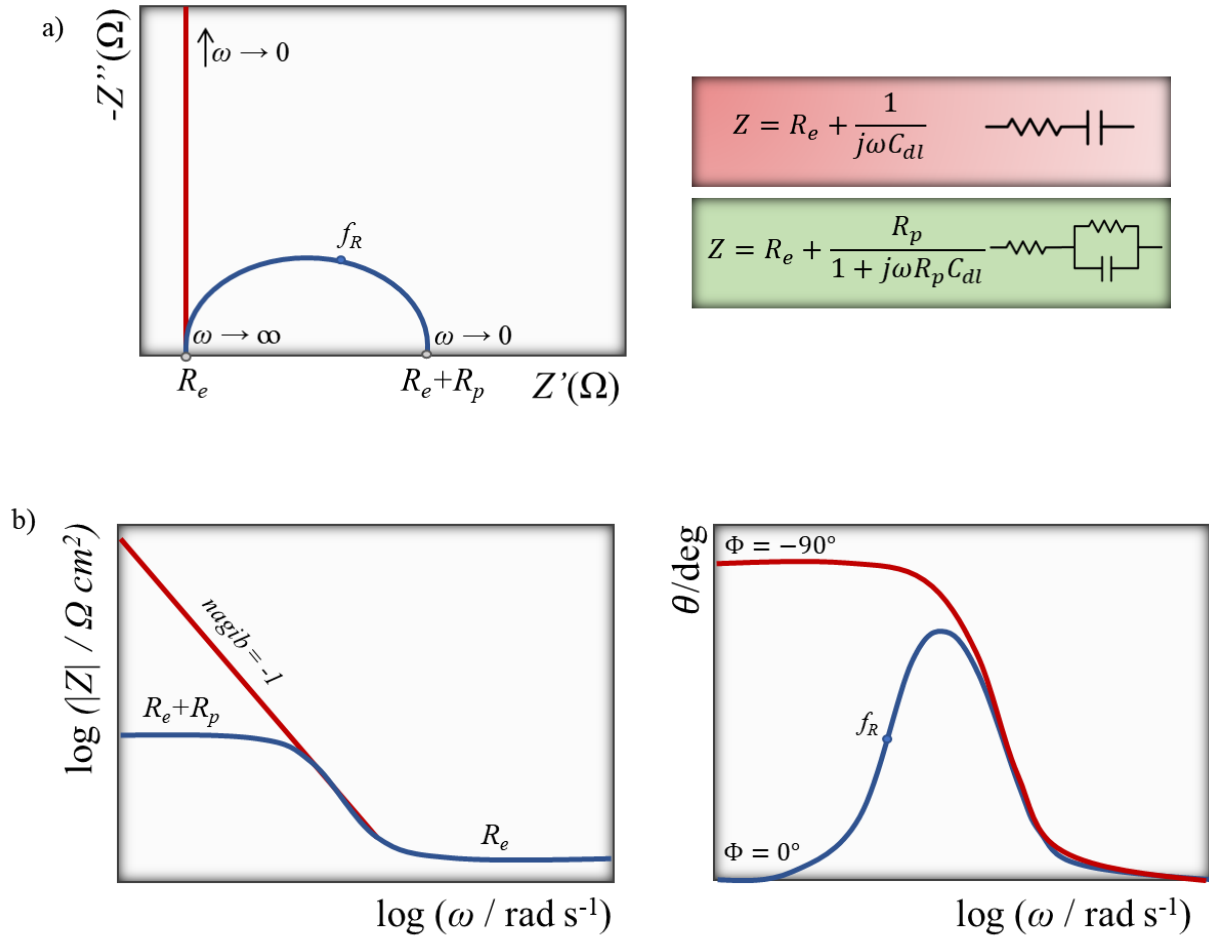 a)
-Z''(Ω)
ω → 0
f_R
ω → ∞
ω → 0
R_e
R_e+R_p
Z'(Ω)
Z = R_e + 1/(jωC_dl)
Z = R_e + R_p/(1 + jωR_pC_dl)
b)
log (|Z| / Ω cm²)
nagib = -1
R_e+R_p
R_e
log (ω / rad s⁻¹)
θ/deg
Φ = −90°
f_R
Φ = 0°
log (ω / rad s⁻¹)